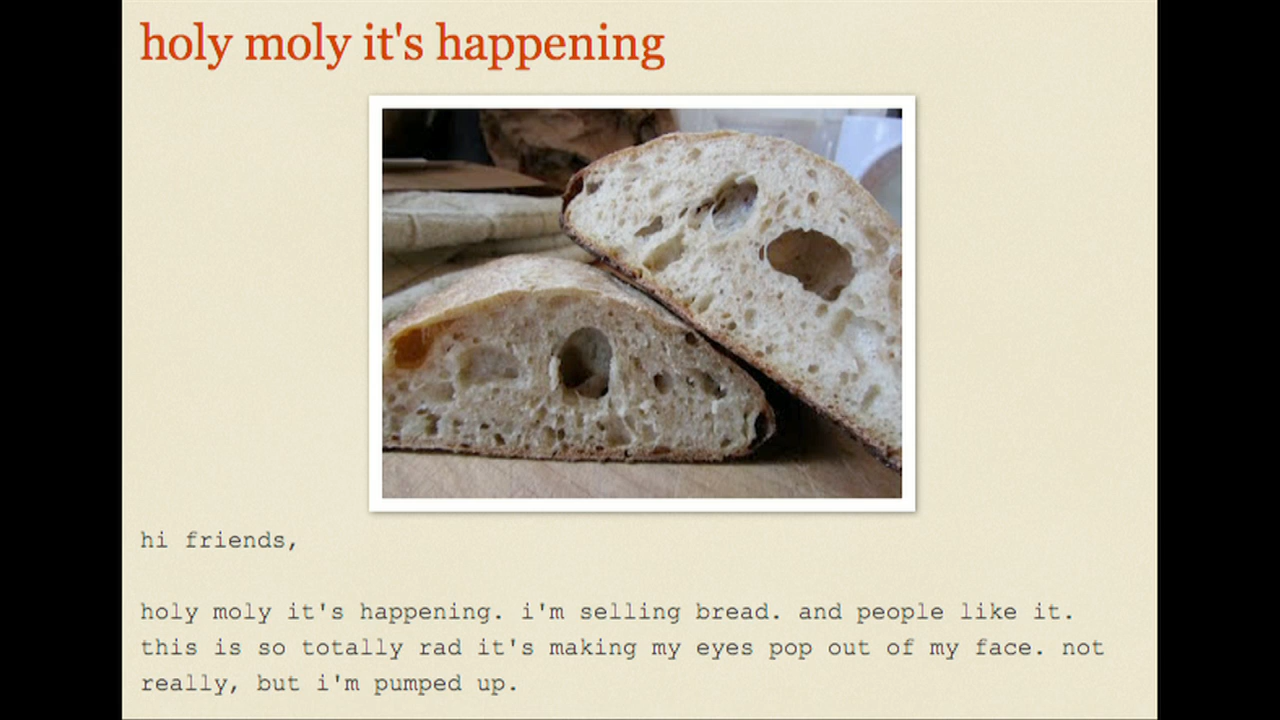 holy moly it's happening
hi friends,
holy moly it's happening. i'm selling bread. and people like it.
this is so totally rad it's making my eyes pop out of my face. not
really, but i'm pumped up.